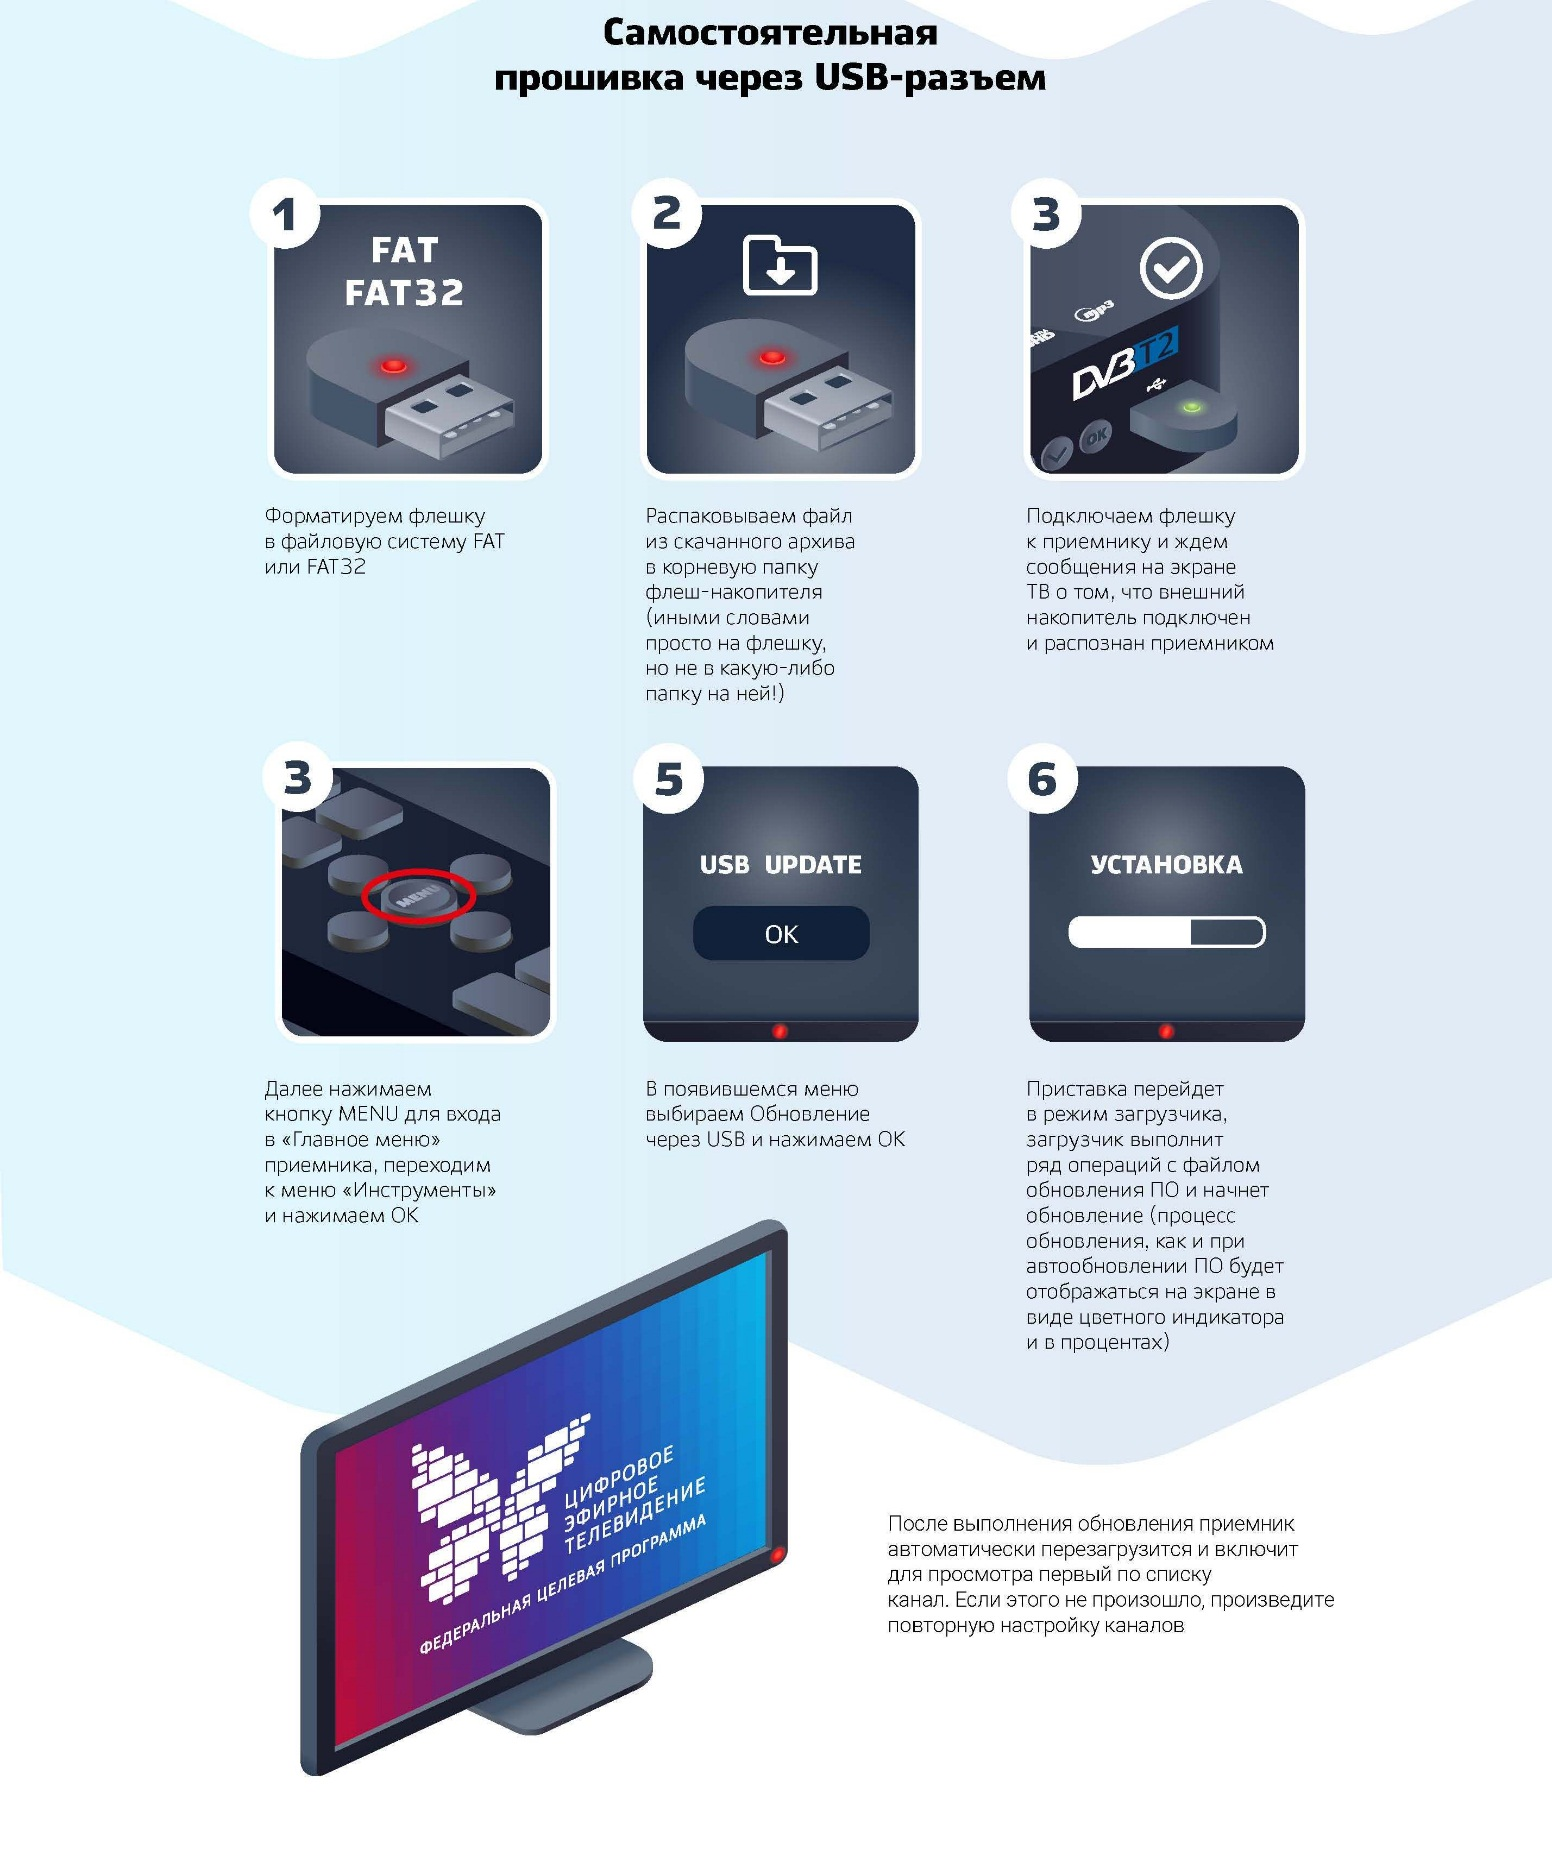 Самостоятельная
прошивка через USB-разъем
1
FAT
FAT32
Форматируем флешку
в файловую систему FAT
или FAT32
2
Распаковываем файл
из скачанного архива
в корневую папку
флеш-накопителя
(иными словами
просто на флешку,
но не в какую-либо
папку на ней!)
3
mp3
DVB T2
OK
Подключаем флешку
к приемнику и ждем
сообщения на экране
ТВ о том, что внешний
накопитель подключен
и распознан приемником
3
MENU
Далее нажимаем
кнопку MENU для входа
в «Главное меню»
приемника, переходим
к меню «Инструменты»
и нажимаем ОК
5
USB UPDATE
OK
В появившемся меню
выбираем Обновление
через USB и нажимаем ОК
6
УСТАНОВКА
Приставка перейдет
в режим загрузчика,
загрузчик выполнит
ряд операций с файлом
обновления ПО и начнет
обновление (процесс
обновления, как и при
автообновлении ПО будет
отображаться на экране в
виде цветного индикатора
и в процентах)
ЦИФРОВОЕ
ЭФИРНОЕ
ТЕЛЕВИДЕНИЕ
ФЕДЕРАЛЬНАЯ ЦЕЛЕВАЯ ПРОГРАММА
После выполнения обновления приемник
автоматически перезагрузится и включит
для просмотра первый по списку
канал. Если этого не произошло, произведите
повторную настройку каналов